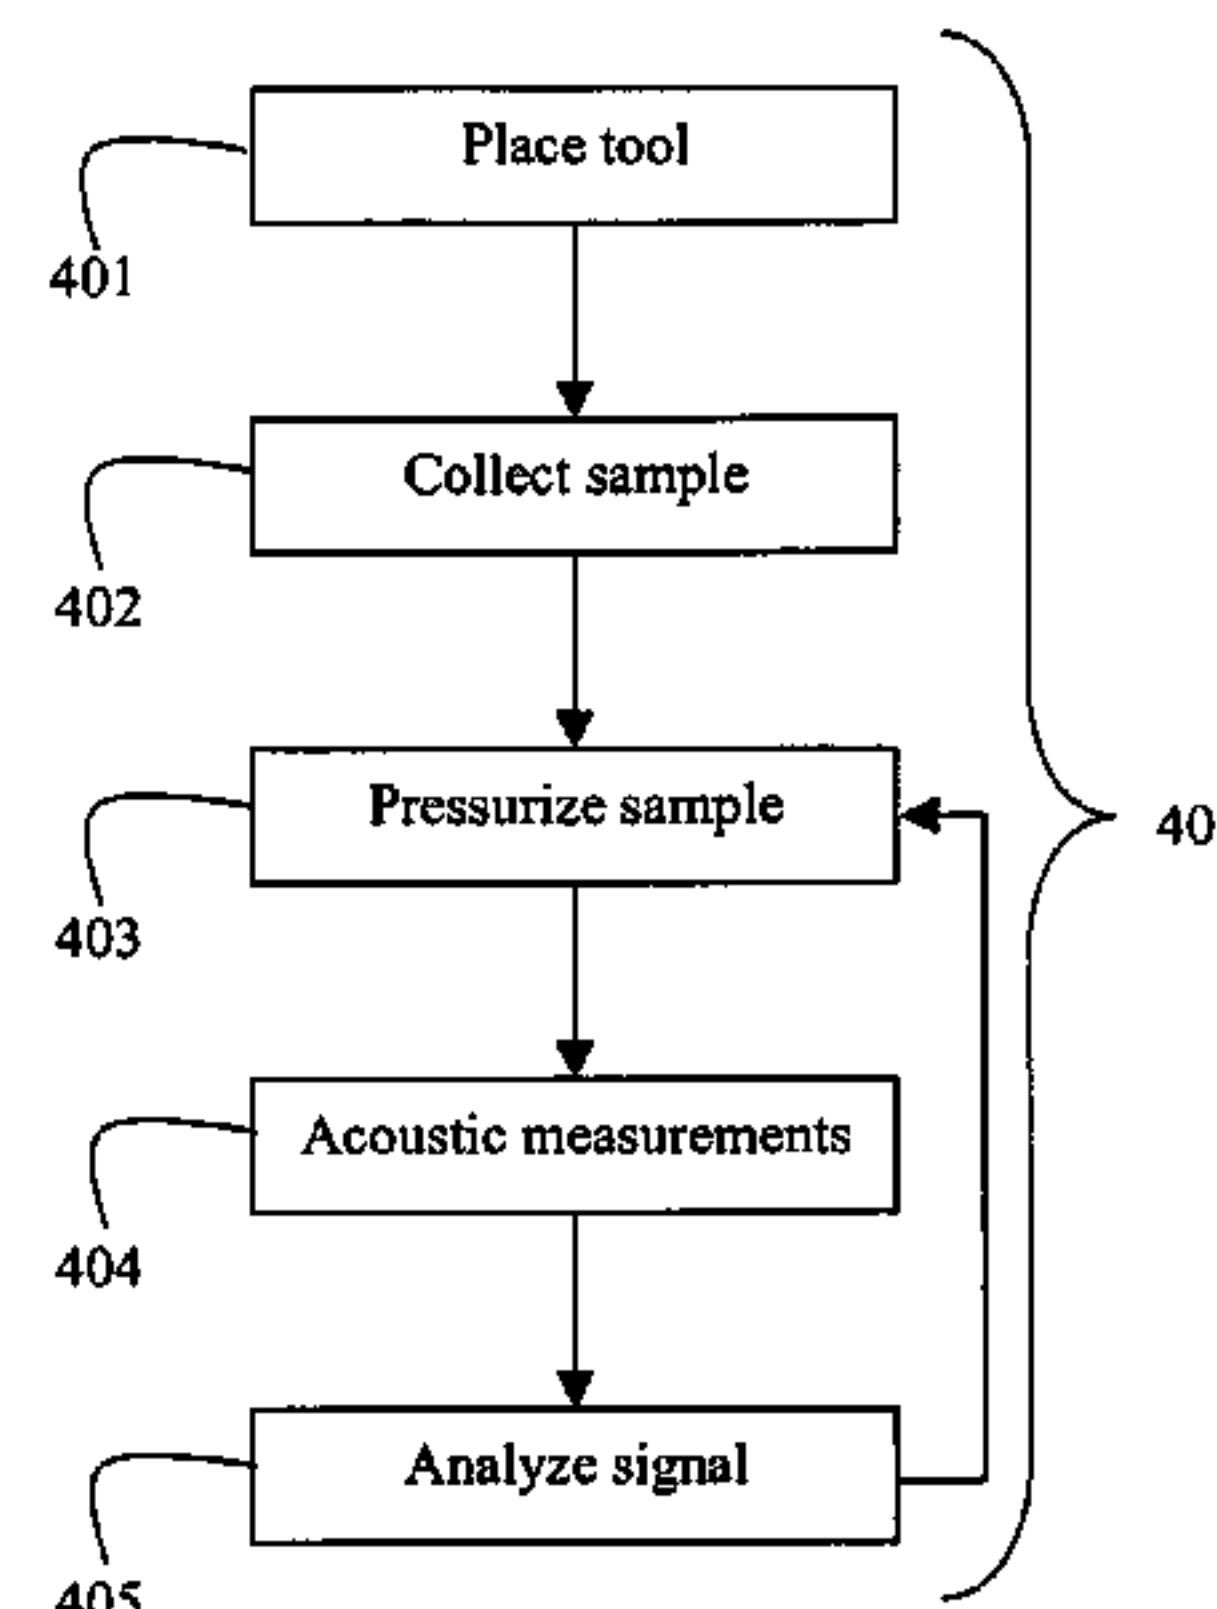 Place tool
401
Collect sample
402
Pressurize sample
40
403
Acoustic measurements
404
Analyze signal
405